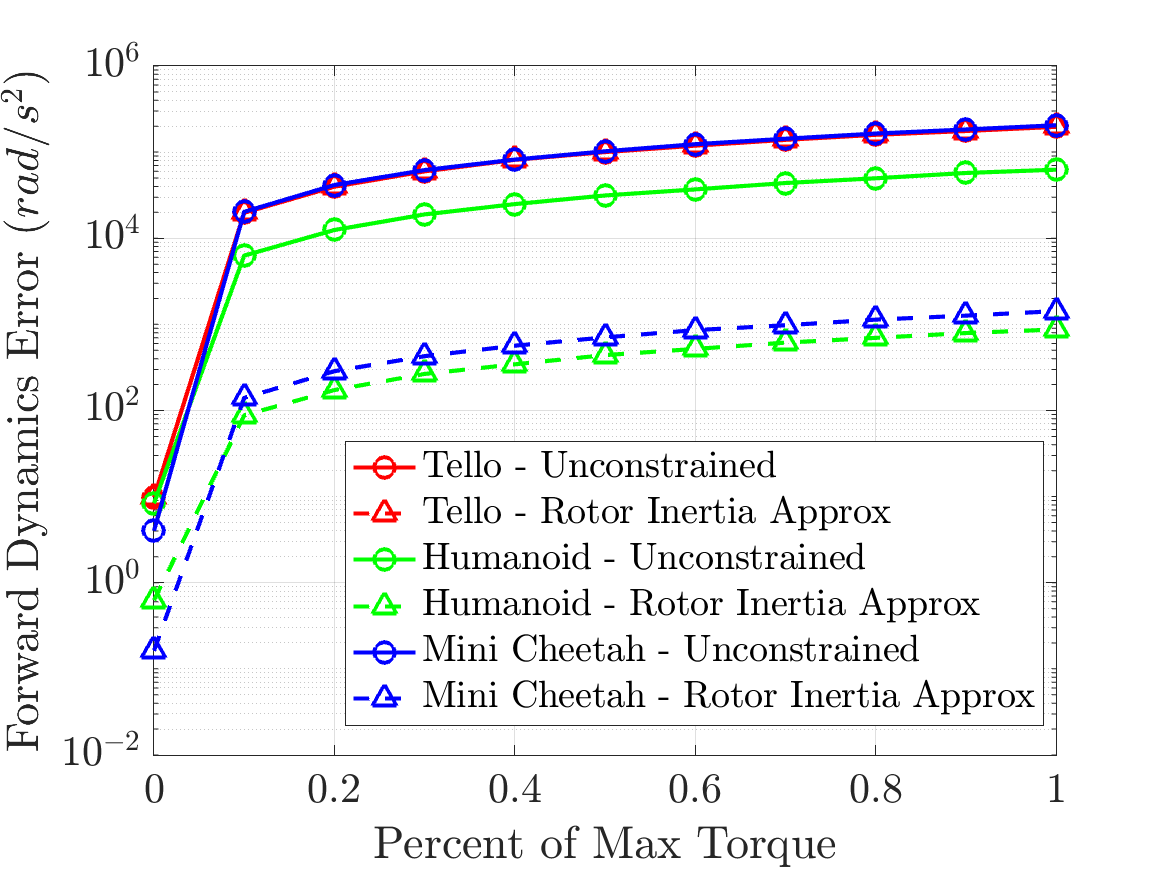 10^6
10^4
10^2
10^0
10^{-2}
Forward Dynamics Error (rad/s^2)
Tello - Unconstrained
Tello - Rotor Inertia Approx
Humanoid - Unconstrained
Humanoid - Rotor Inertia Approx
Mini Cheetah - Unconstrained
Mini Cheetah - Rotor Inertia Approx
0 0.2 0.4 0.6 0.8 1
Percent of Max Torque